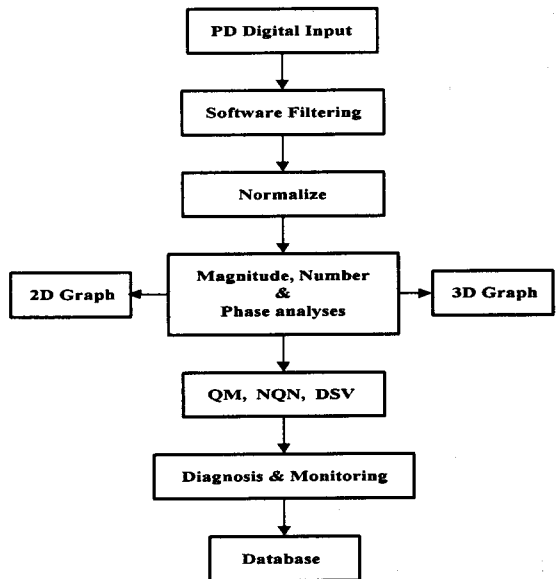 PD Digital Input
Software Filtering
Normalize
Magnitude, Number
&
Phase analyses
2D Graph
3D Graph
QM, NQN, DSV
Diagnosis & Monitoring
Database